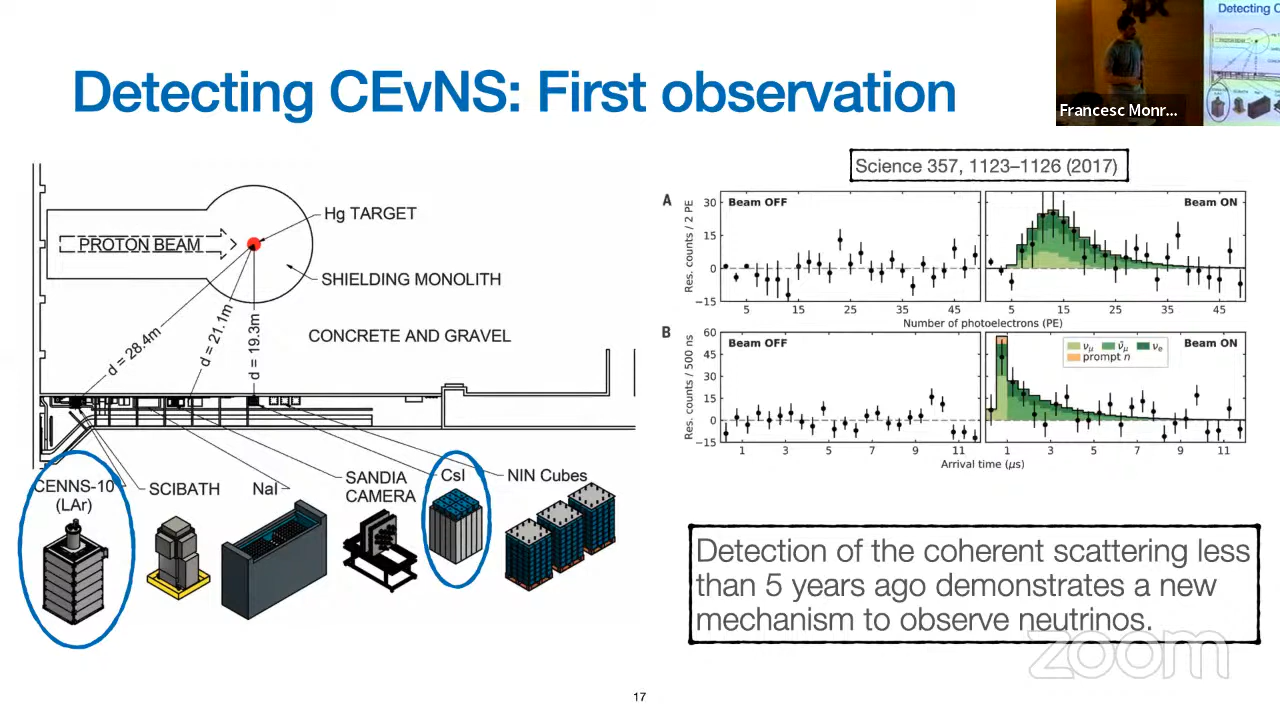 Detecting CEvNS: First observation
Francesc Monr...
Detecting C
Science 357, 1123–1126 (2017)
Hg TARGET
PROTON BEAM
SHIELDING MONOLITH
CONCRETE AND GRAVEL
d = 28.4m
d = 21.1m
d = 19.3m
CENNS-10
(LAr)
SCIBATH
NaI
SANDIA
CAMERA
CsI
NIN Cubes
A
Res. counts / 2 PE
30
15
0
−15
Beam OFF
Beam ON
5
15
25
35
45
5
15
25
35
45
Number of photoelectrons (PE)
B
Res. counts / 500 ns
60
45
30
15
0
−15
Beam OFF
νμ
ν̄μ
νe
prompt n
Beam ON
1
3
5
7
9
11
1
3
5
7
9
11
Arrival time (μs)
Detection of the coherent scattering less
than 5 years ago demonstrates a new
mechanism to observe neutrinos.
zoom
17